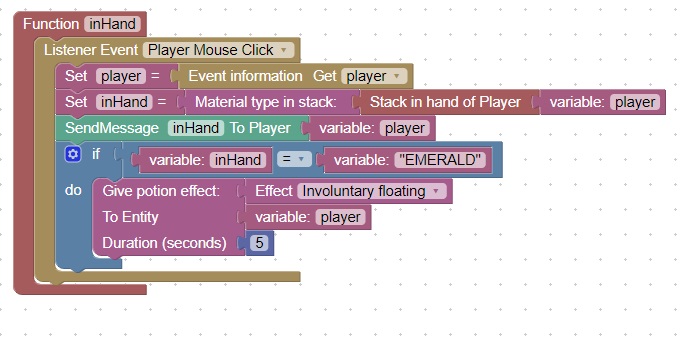 Function inHand
Listener Event Player Mouse Click
Set player = Event information Get player
Set inHand = Material type in stack: Stack in hand of Player variable: player
SendMessage inHand To Player variable: player
if variable: inHand = variable: "EMERALD"
do Give potion effect: Effect Involuntary floating
To Entity variable: player
Duration (seconds) 5